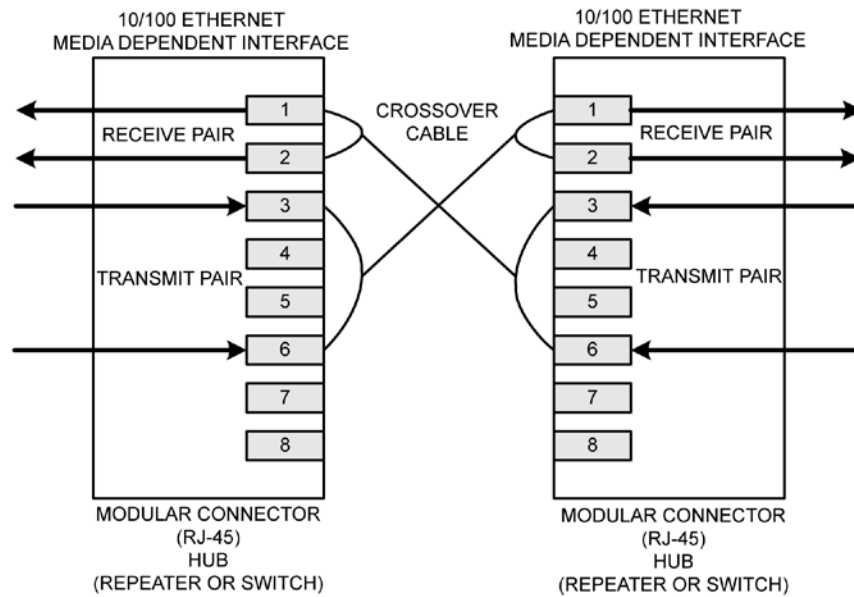 10/100 ETHERNET
MEDIA DEPENDENT INTERFACE
1
RECEIVE PAIR
2
3
4
TRANSMIT PAIR
5
6
7
8
MODULAR CONNECTOR
(RJ-45)
HUB
(REPEATER OR SWITCH)
CROSSOVER
CABLE
10/100 ETHERNET
MEDIA DEPENDENT INTERFACE
1
RECEIVE PAIR
2
3
4
TRANSMIT PAIR
5
6
7
8
MODULAR CONNECTOR
(RJ-45)
HUB
(REPEATER OR SWITCH)